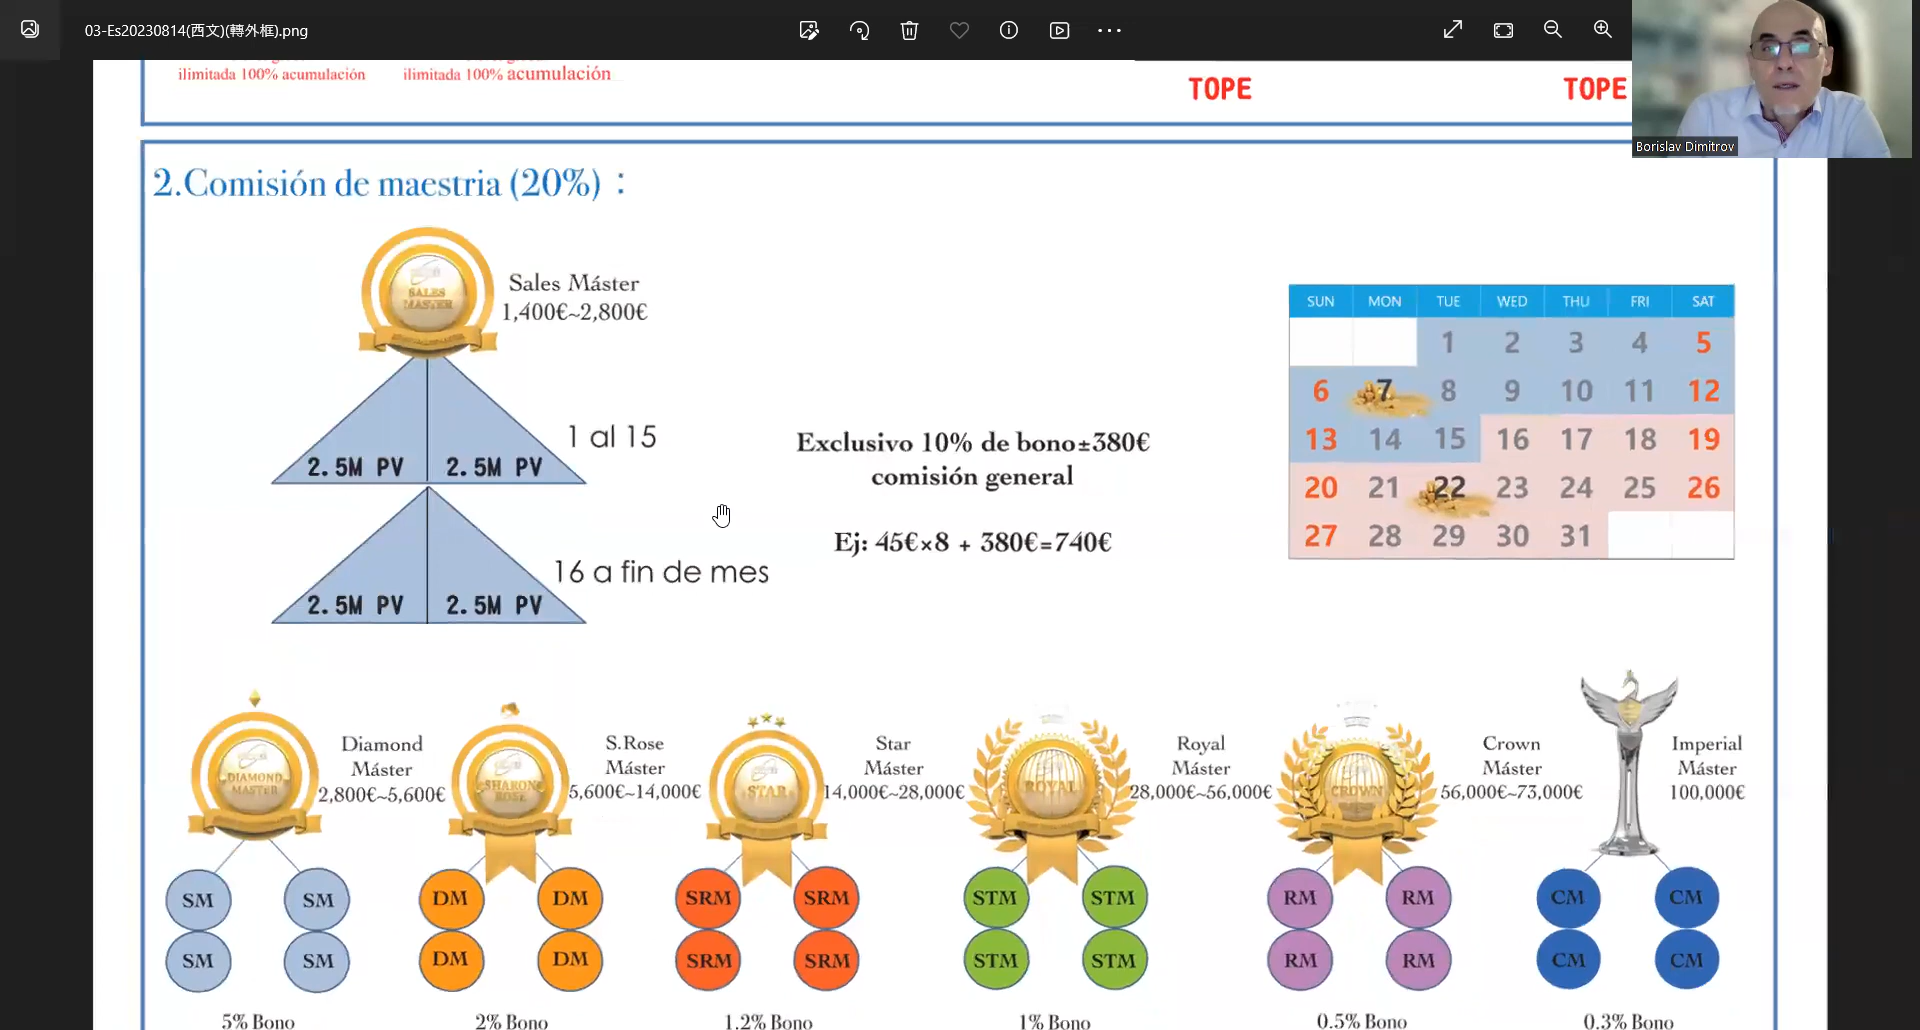 03-Es20230814(西文)(轉外框).png
Borislav Dimitrov
ilimitada 100% acumulación
ilimitada 100% acumulación
TOPE
TOPE
2.Comisión de maestria (20%) :
SALES
MASTER
Sales Máster
1,400€~2,800€
2.5M PV
2.5M PV
1 al 15
2.5M PV
2.5M PV
16 a fin de mes
Exclusivo 10% de bono±380€
comisión general
Ej: 45€×8 + 380€=740€
SUN MON TUE WED THU FRI SAT
1 2 3 4 5
6 7 8 9 10 11 12
13 14 15 16 17 18 19
20 21 22 23 24 25 26
27 28 29 30 31
DIAMOND
MASTER
Diamond
Máster
2,800€~5,600€
SHARON
ROSE
S.Rose
Máster
5,600€~14,000€
STAR
Star
Máster
14,000€~28,000€
ROYAL
Royal
Máster
28,000€~56,000€
CROWN
Crown
Máster
56,000€~73,000€
Imperial
Máster
100,000€
SM SM
SM SM
5% Bono
DM DM
DM DM
2% Bono
SRM SRM
SRM SRM
1.2% Bono
STM STM
STM STM
1% Bono
RM RM
RM RM
0.5% Bono
CM CM
CM CM
0.3% Bono